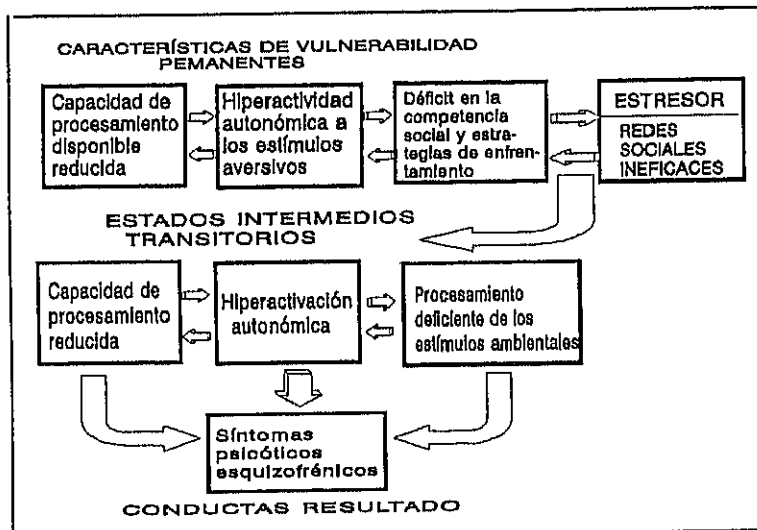 CARACTERÍSTICAS DE VULNERABILIDAD
PEMANENTES
Capacidad de
procesamiento
disponible
reducida
Hiperactividad
autonómica a
los estímulos
aversivos
Déficit en la
competencia
social y estra-
teglas de enfren-
tamiento
ESTRESOR
REDES
SOCIALES
INEFICACES
ESTADOS INTERMEDIOS
TRANSITORIOS
Capacidad de
procesamiento
reducida
Hiperactivación
autonómica
Procesamiento
deficiente de los
estímulos ambientales
Síntomas
psicóticos
esquizofrénicos
CONDUCTAS RESULTADO